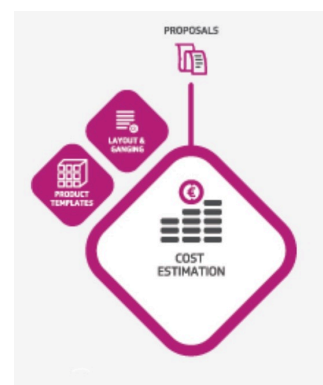 PROPOSALS
LAYOUT &
GANGING
PRODUCT
TEMPLATES
COST
ESTIMATION